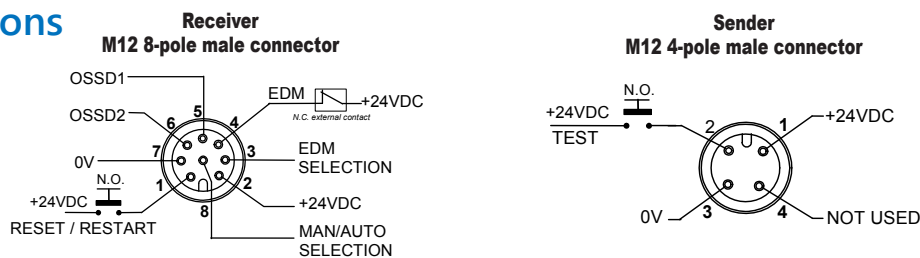 ons
Receiver
M12 8-pole male connector
OSSD1
OSSD2
0V
N.O.
+24VDC
RESET / RESTART
5
6
7
1
4
3
2
8
EDM
+24VDC
N.C. external contact
EDM
SELECTION
+24VDC
MAN/AUTO
SELECTION
Sender
M12 4-pole male connector
N.O.
+24VDC
TEST
2
1
+24VDC
0V
3
4
NOT USED